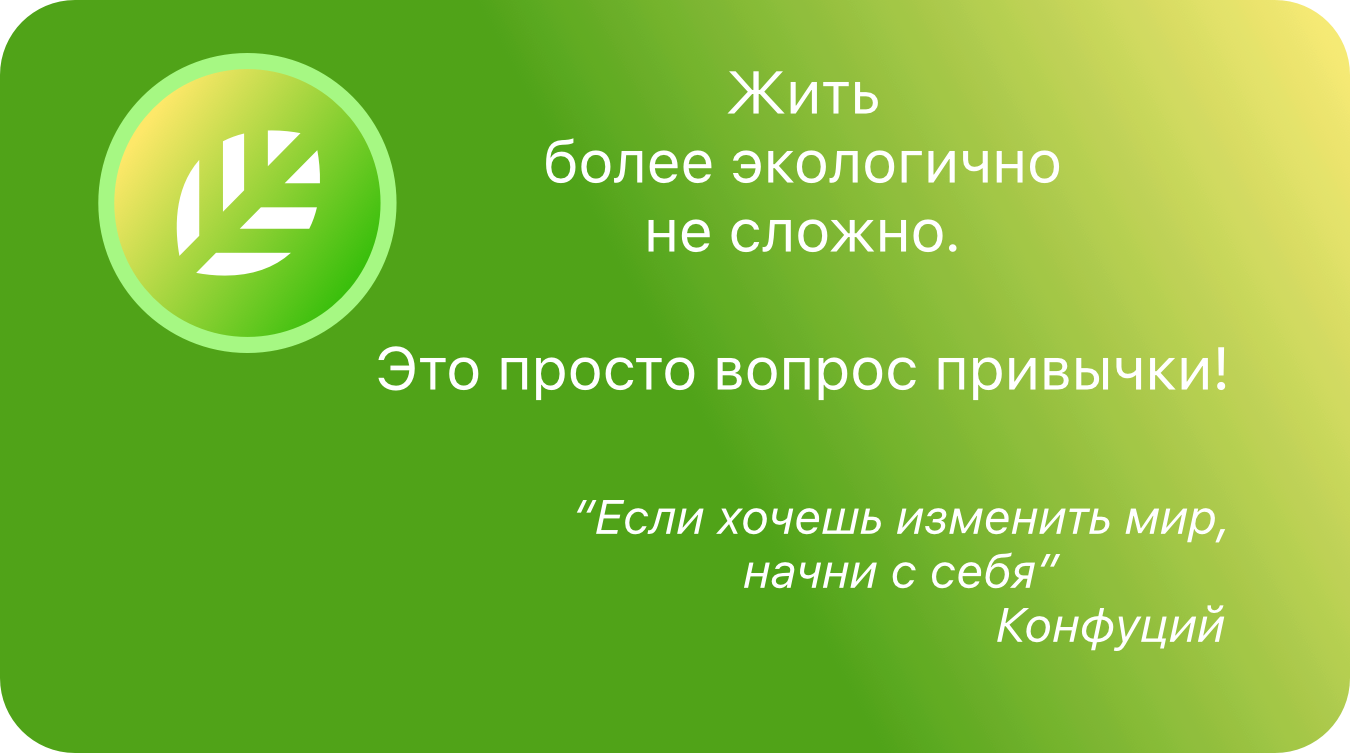 Жить
более экологично
не сложно.
Это просто вопрос привычки!
“Если хочешь изменить мир,
начни с себя”
Конфуций